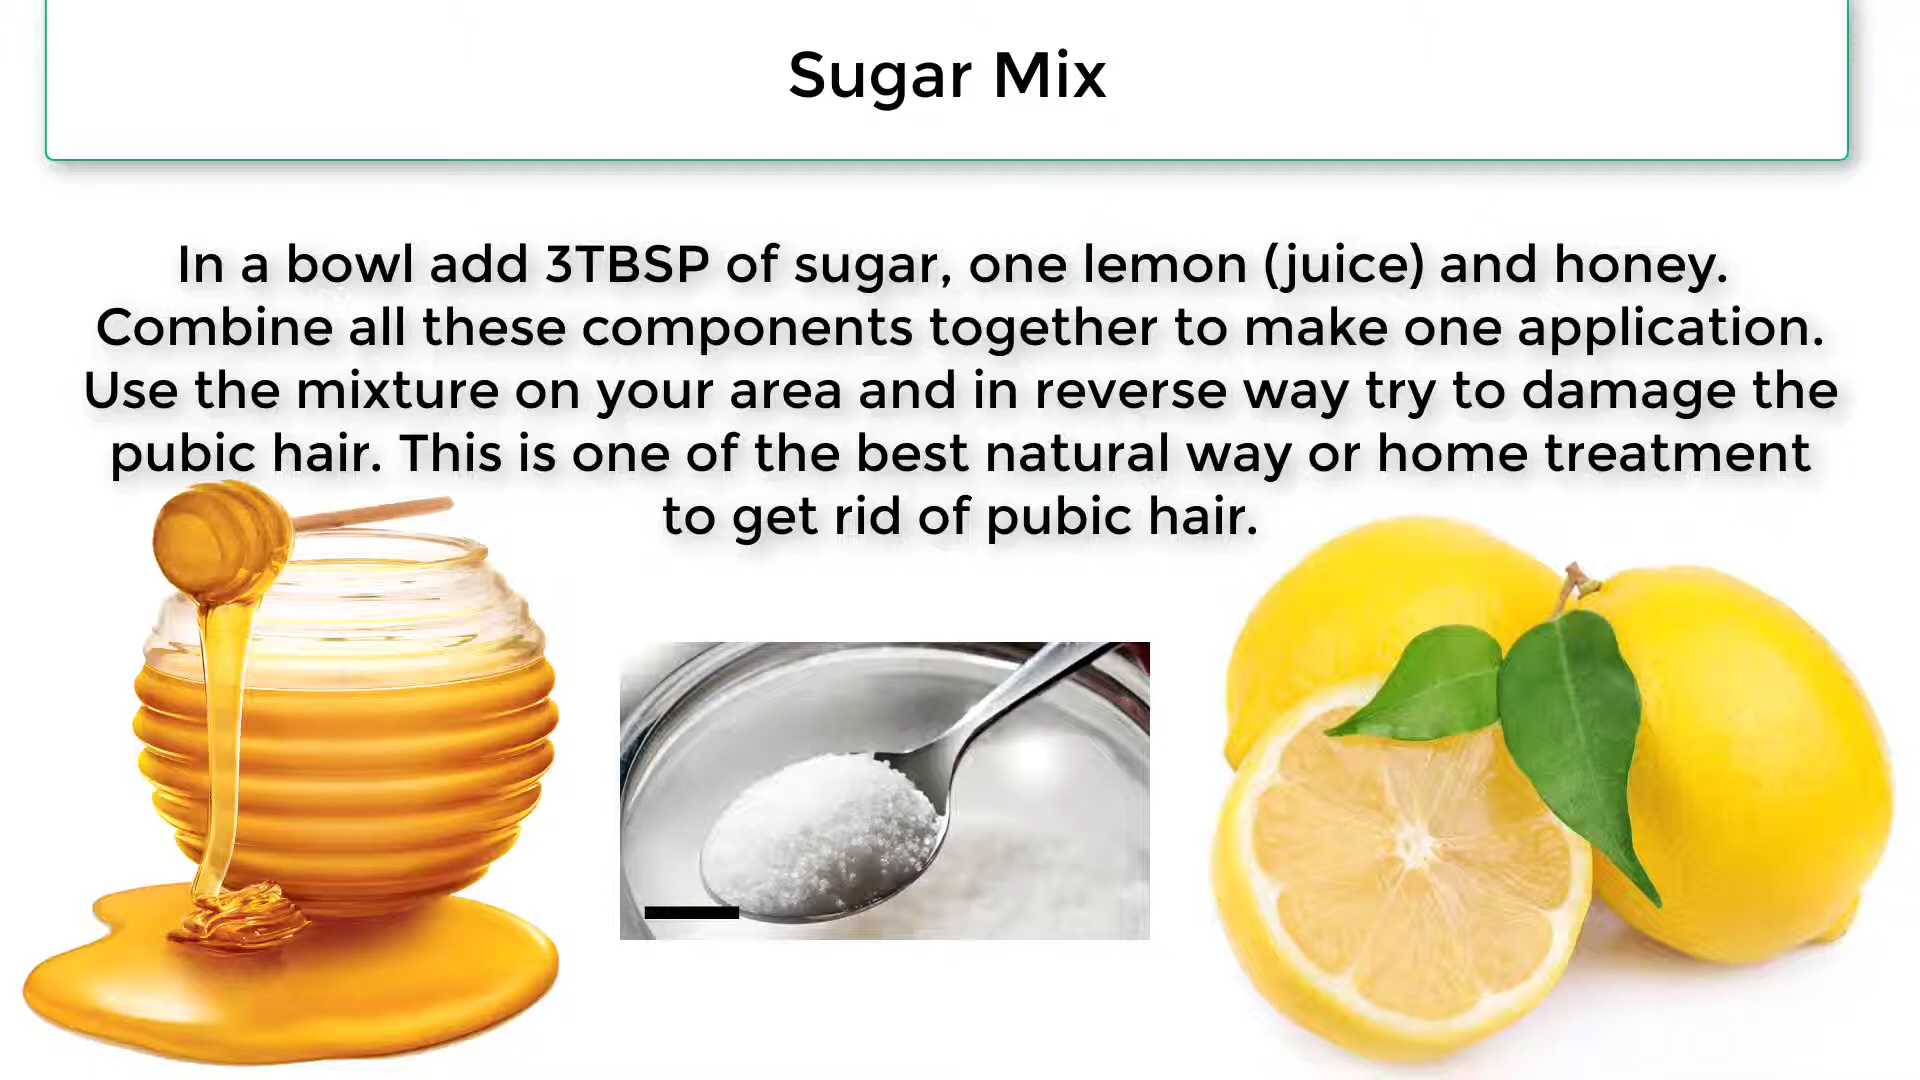 Sugar Mix
In a bowl add 3TBSP of sugar, one lemon (juice) and honey.
Combine all these components together to make one application.
Use the mixture on your area and in reverse way try to damage the
pubic hair. This is one of the best natural way or home treatment
to get rid of pubic hair.